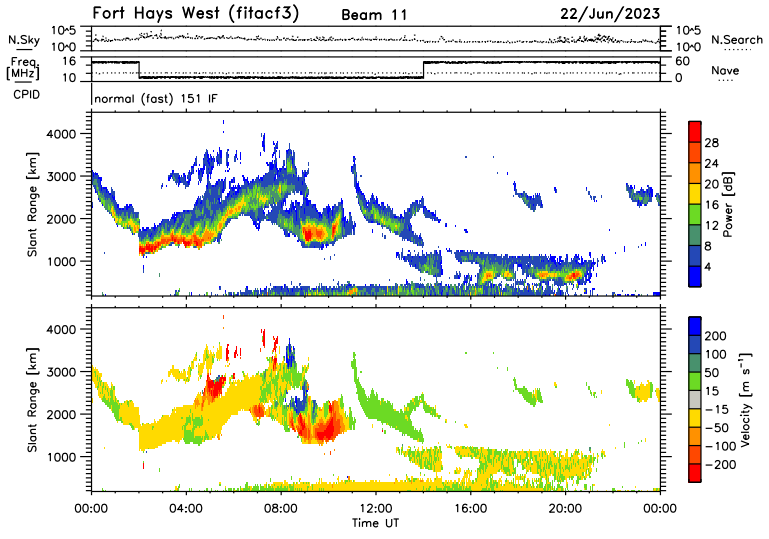 Fort Hays West (fitacf3) Beam 11 22/Jun/2023
N.Sky 10^5 10^0 10^5 10^0 N.Search
Freq. [MHz] 16 10 60 0 Nave
CPID normal (fast) 151 IF
Slant Range [km] 4000 3000 2000 1000
Power [dB] 28 24 20 16 12 8 4
Slant Range [km] 4000 3000 2000 1000
Velocity [m s⁻¹] 200 100 50 15 -15 -50 -100 -200
00:00 04:00 08:00 12:00 16:00 20:00 00:00
Time UT